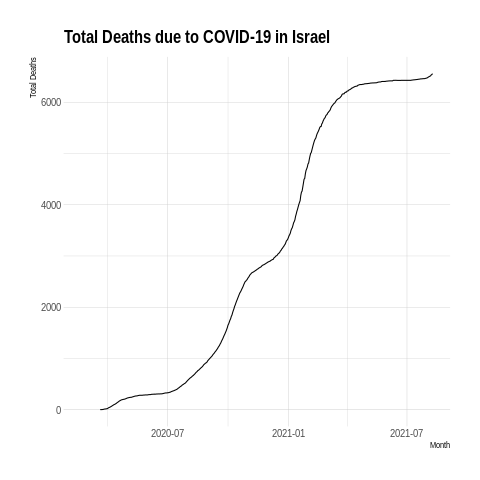 Total Deaths due to COVID-19 in Israel
Total Deaths
6000
4000
2000
0
2020-07 2021-01 2021-07
Month